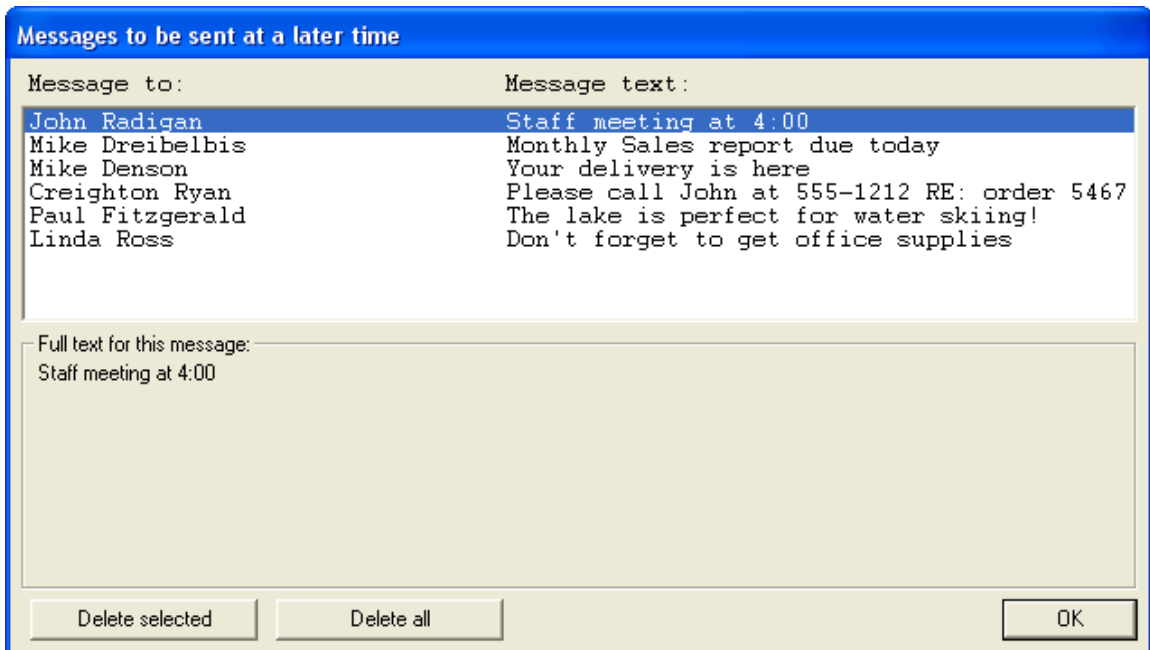 Messages to be sent at a later time
Message to: Message text:
John Radigan Staff meeting at 4:00
Mike Dreibelbis Monthly Sales report due today
Mike Denson Your delivery is here
Creighton Ryan Please call John at 555-1212 RE: order 5467
Paul Fitzgerald The lake is perfect for water skiing!
Linda Ross Don't forget to get office supplies
Full text for this message:
Staff meeting at 4:00
Delete selected Delete all OK